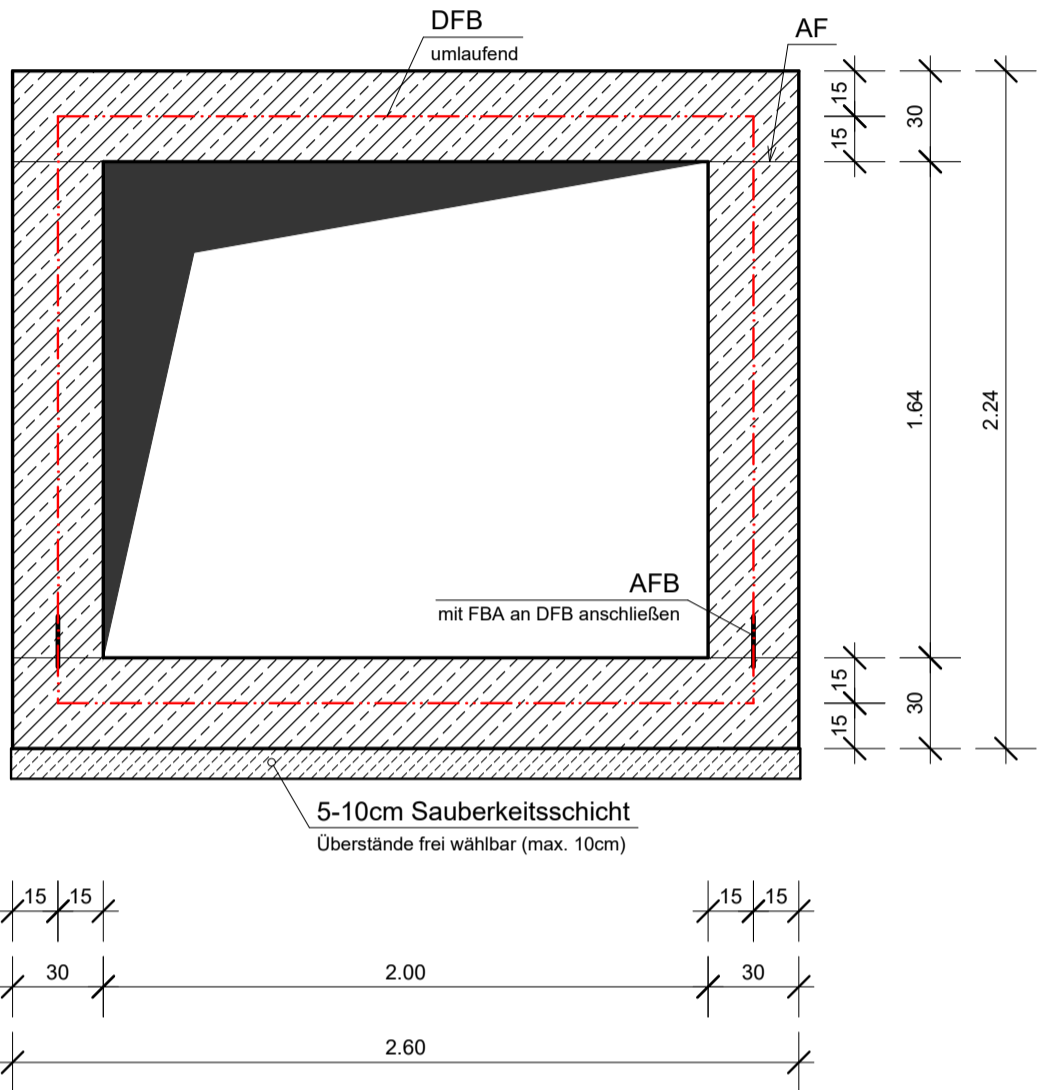 DFB
umlaufend
AF
15
30
15
1.64
2.24
AFB
mit FBA an DFB anschließen
15
30
15
5-10cm Sauberkeitsschicht
Überstände frei wählbar (max. 10cm)
15 15 15 15
30 2.00 30
2.60